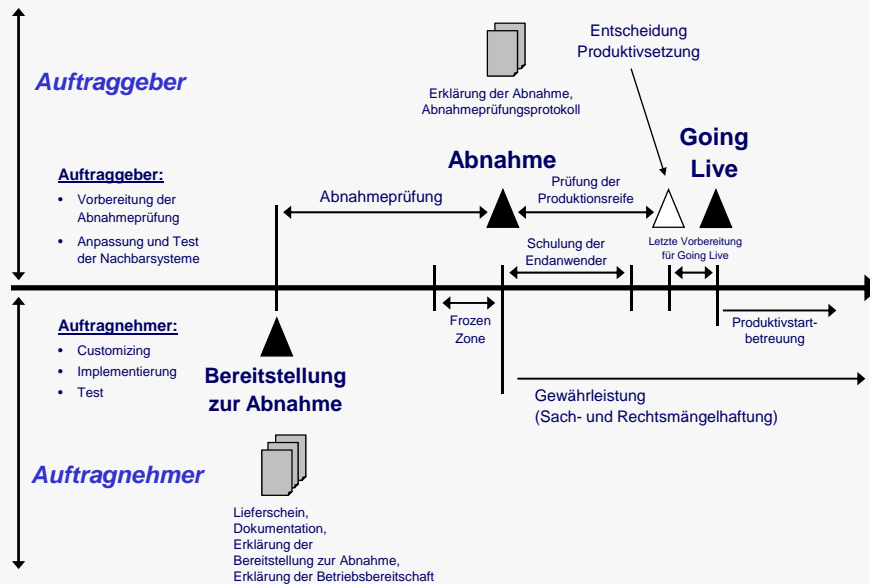 Auftraggeber
Entscheidung
Produktivsetzung
Erklärung der Abnahme,
Abnahmeprüfungsprotokoll
Abnahme
Going
Live
Auftraggeber:
• Vorbereitung der
Abnahmeprüfung
• Anpassung und Test
der Nachbarsysteme
Abnahmeprüfung
Prüfung der
Produktionsreife
Schulung der
Endanwender
Letzte Vorbereitung
für Going Live
Auftragnehmer:
• Customizing
• Implementierung
• Test
Bereitstellung
zur Abnahme
Frozen
Zone
Produktivstart-
betreuung
Gewährleistung
(Sach- und Rechtsmängelhaftung)
Auftragnehmer
Lieferschein,
Dokumentation,
Erklärung der
Bereitstellung zur Abnahme,
Erklärung der Betriebsbereitschaft